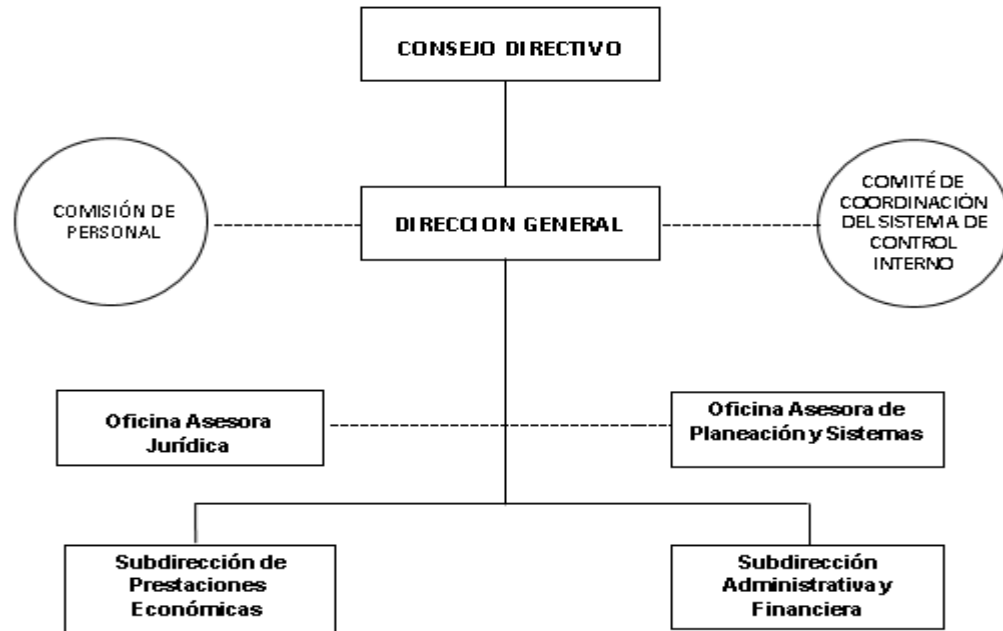 CONSEJO DIRECTIVO
COMISIÓN DE
PERSONAL
DIRECCION GENERAL
COMITÉ DE
COORDINACIÓN
DEL SISTEMA DE
CONTROL
INTERNO
Oficina Asesora
Jurídica
Oficina Asesora de
Planeación y Sistemas
Subdirección de
Prestaciones
Económicas
Subdirección
Administrativa y
Financiera